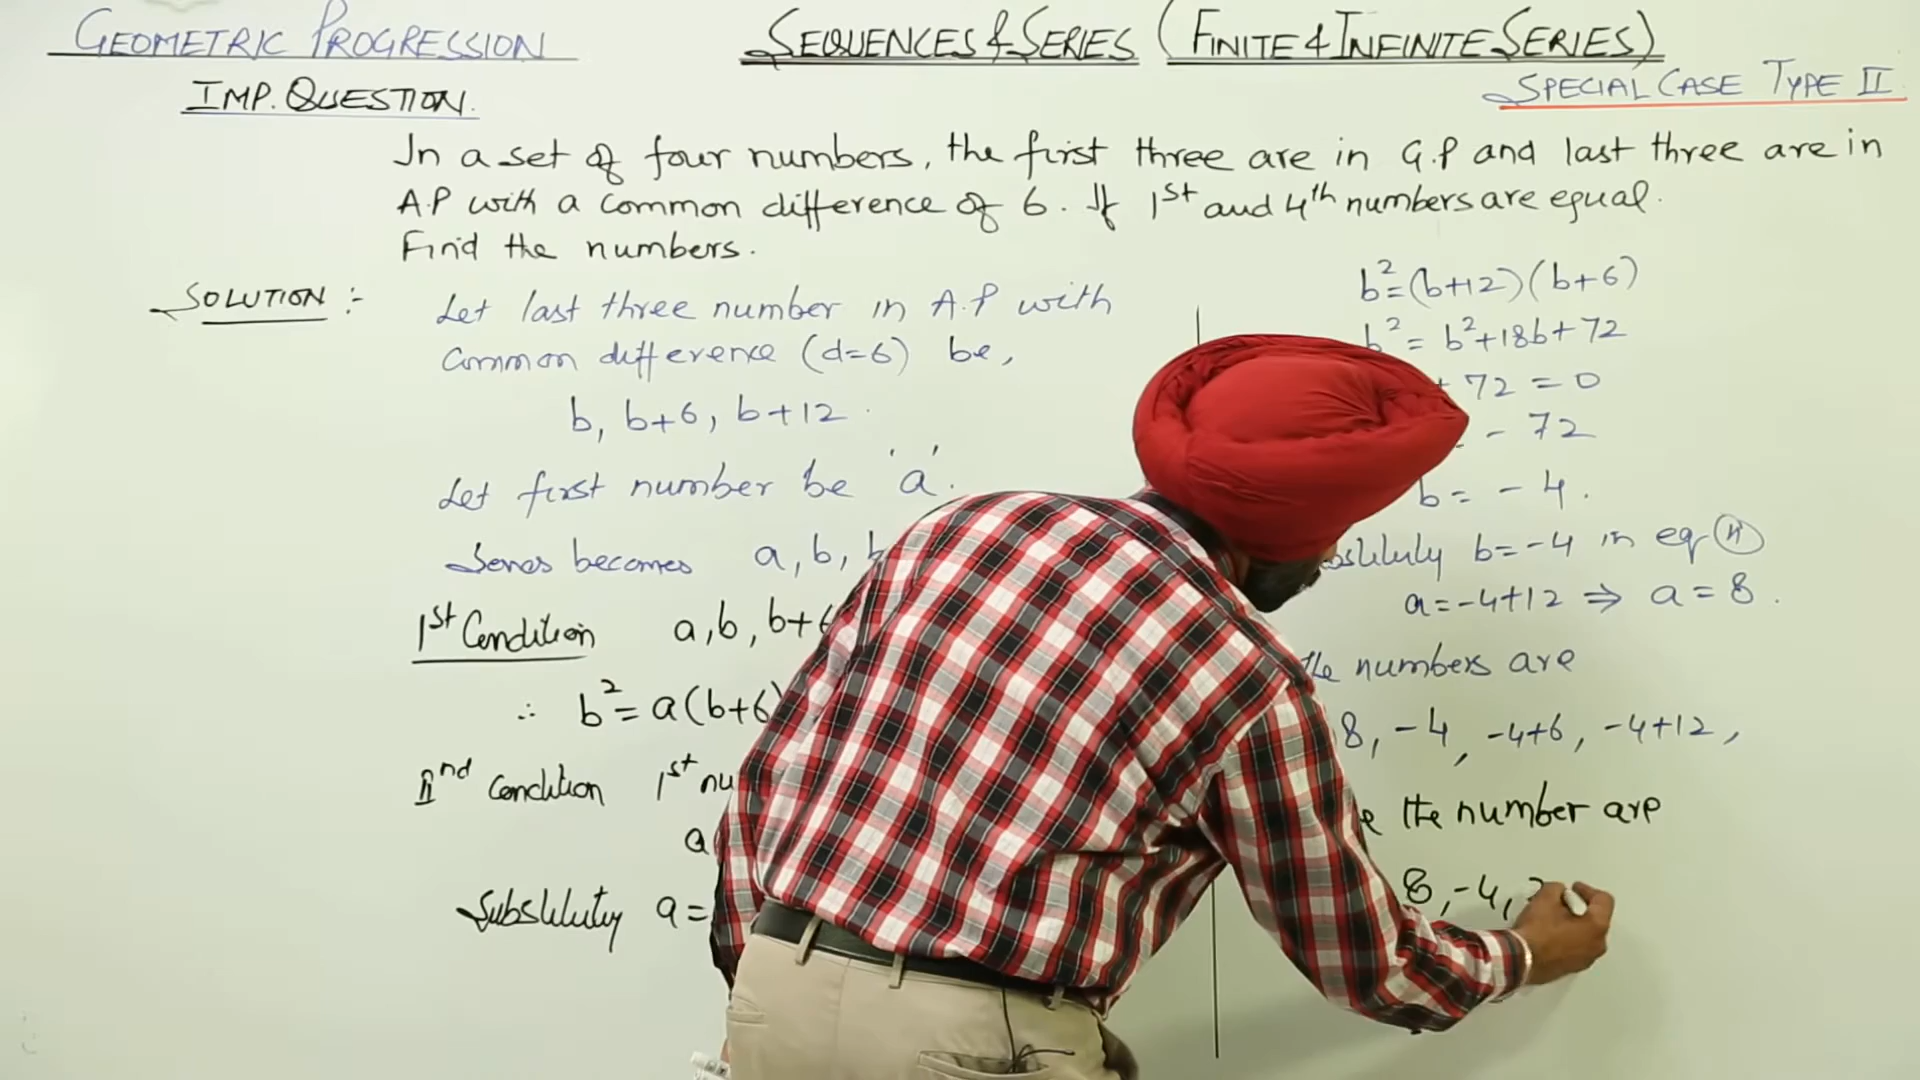 GEOMETRIC PROGRESSION
SEQUENCES & SERIES (FINITE & INFINITE SERIES)
IMP. QUESTION.
SPECIAL CASE TYPE II
In a set of four numbers, the first three are in G.P and last three are in
A.P with a common difference of 6. If 1st and 4th numbers are equal.
Find the numbers.
SOLUTION :-
Let last three number in A.P with
Common difference (d=6) be,
b, b+6, b+12
Let first number be 'a'.
Series becomes a, b,
1st Condition a, b, b+6
∴ b²= a(b+6)
IInd Condition 1st
a
Substituting a=
b²=(b+12)(b+6)
b² = b²+18b+72
+ 72 = 0
- 72
b = - 4.
b=-4 in eq (ii)
a=-4+12 ⇒ a = 8.
the numbers are
8, -4, -4+6, -4+12,
the number are
8, -4,